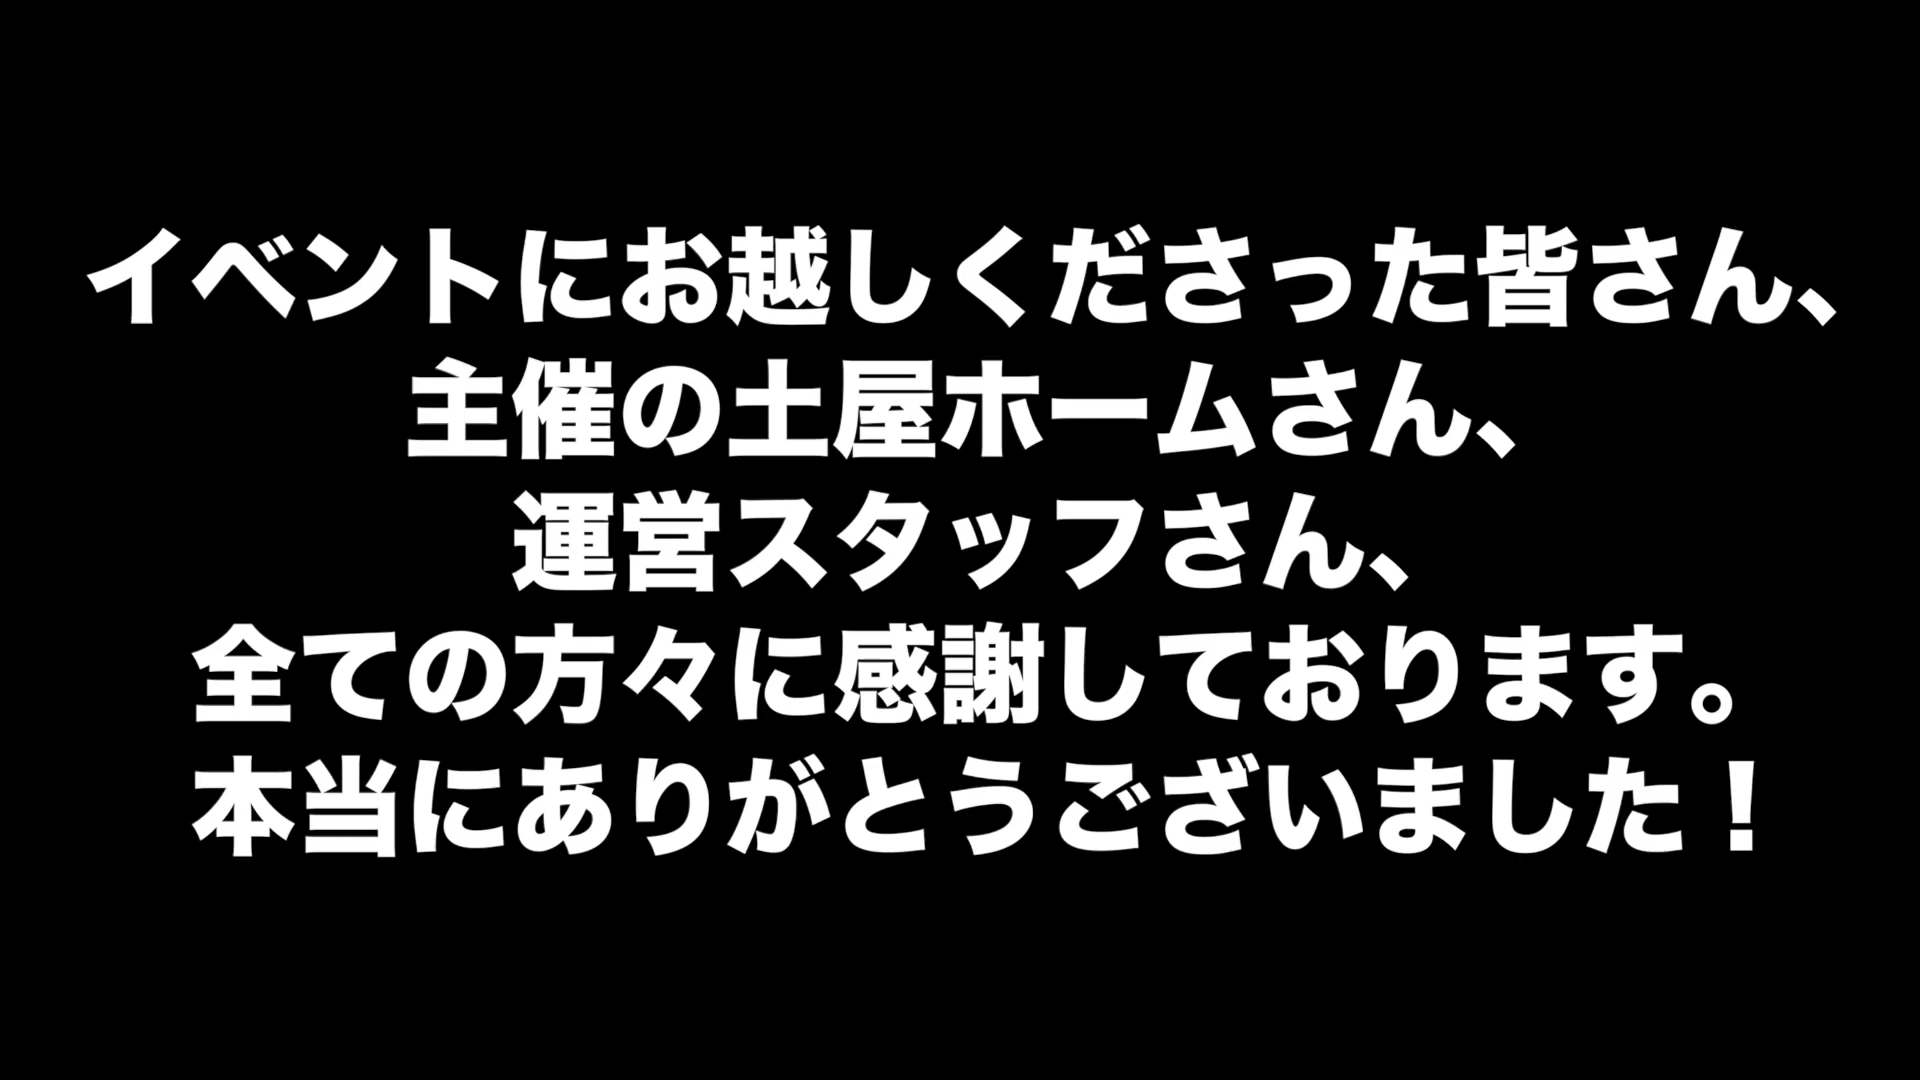 イベントにお越しくださった皆さん、
主催の土屋ホームさん、
運営スタッフさん、
全ての方々に感謝しております。
本当にありがとうございました！